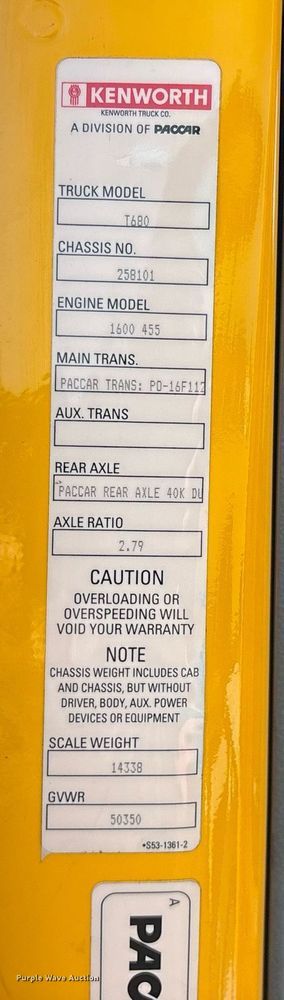 KENWORTH
KENWORTH TRUCK CO.
A DIVISION OF PACCAR
TRUCK MODEL
T680
CHASSIS NO.
258101
ENGINE MODEL
1600 455
MAIN TRANS.
PACCAR TRANS: PO-16F112
AUX. TRANS
REAR AXLE
PACCAR REAR AXLE 40K DU
AXLE RATIO
2.79
CAUTION
OVERLOADING OR
OVERSPEEDING WILL
VOID YOUR WARRANTY
NOTE
CHASSIS WEIGHT INCLUDES CAB
AND CHASSIS, BUT WITHOUT
DRIVER, BODY, AUX. POWER
DEVICES OR EQUIPMENT
SCALE WEIGHT
14338
GVWR
50350
•S53-1361-2
A
PAC
Purple Wave Auction